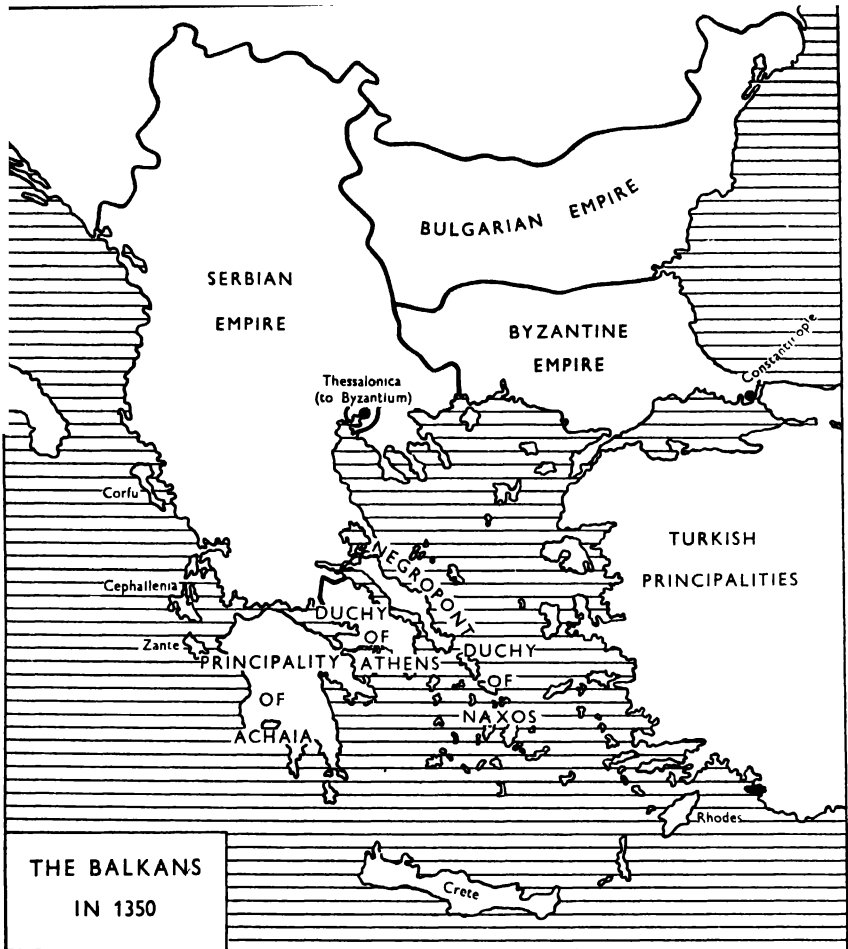 BULGARIAN EMPIRE
SERBIAN
EMPIRE
BYZANTINE
EMPIRE
Constantinople
Thessalonica
(to Byzantium)
Corfu
TURKISH
PRINCIPALITIES
NEGROPONT
Cephallenia
DUCHY
OF
ATHENS
Zante
PRINCIPALITY
OF
ACHAIA
DUCHY
OF
NAXOS
Rhodes
Crete
THE BALKANS
IN 1350